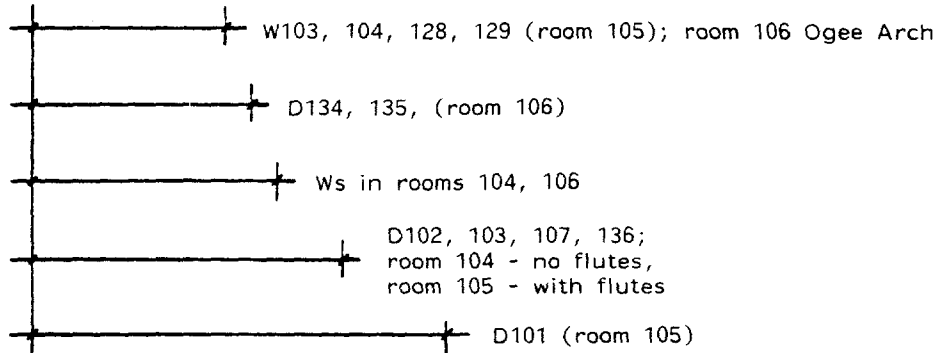 W103, 104, 128, 129 (room 105); room 106 Ogee Arch
D134, 135, (room 106)
Ws in rooms 104, 106
D102, 103, 107, 136;
room 104 - no flutes,
room 105 - with flutes
D101 (room 105)